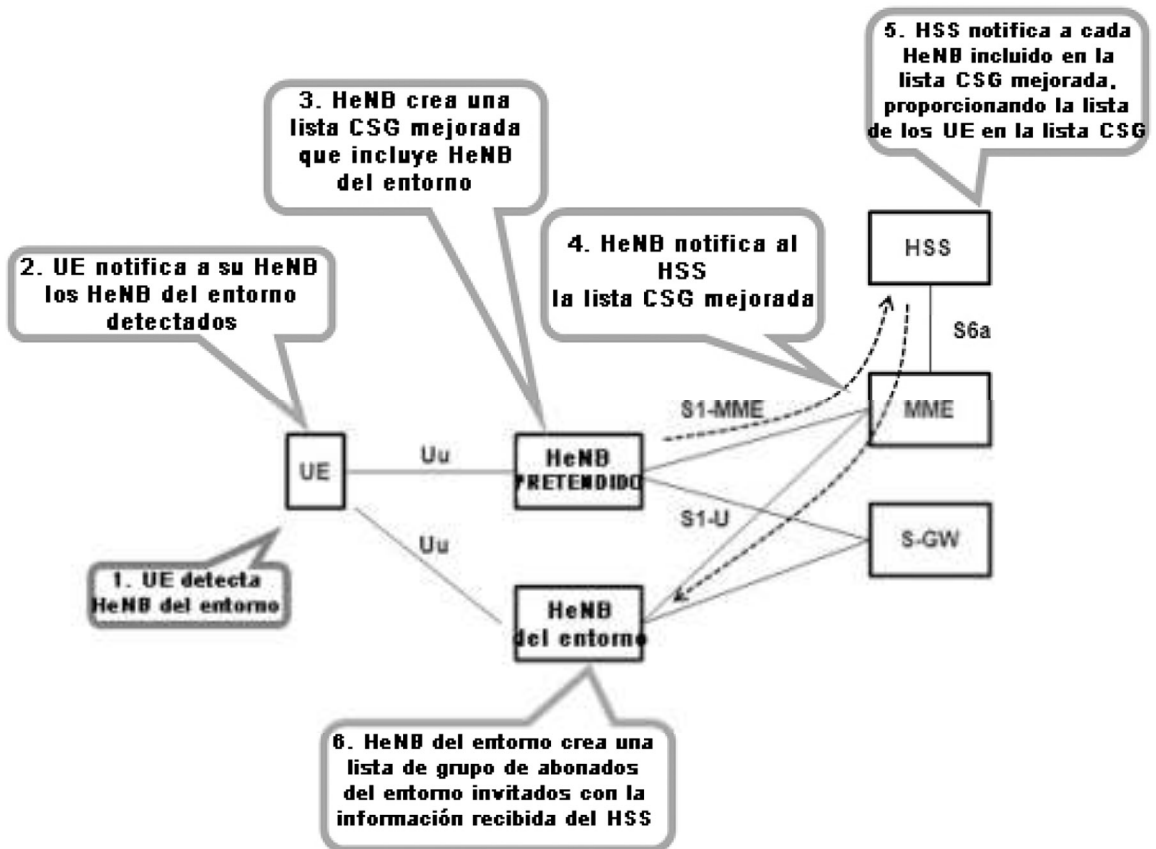 5. HSS notifica a cada
HeNB incluido en la
lista CSG mejorada,
proporcionando la lista
de los UE en la lista CSG
3. HeNB crea una
lista CSG mejorada
que incluye HeNB
del entorno
4. HeNB notifica al
HSS
la lista CSG mejorada
2. UE notifica a su HeNB
los HeNB del entorno
detectados
HSS
S6a
S1-MME
MME
UE
Uu
HeNB
PRETENDIDO
S1-U
S-GW
Uu
1. UE detecta
HeNB del entorno
HeNB
del entorno
6. HeNB del entorno crea una
lista de grupo de abonados
del entorno invitados con la
información recibida del HSS